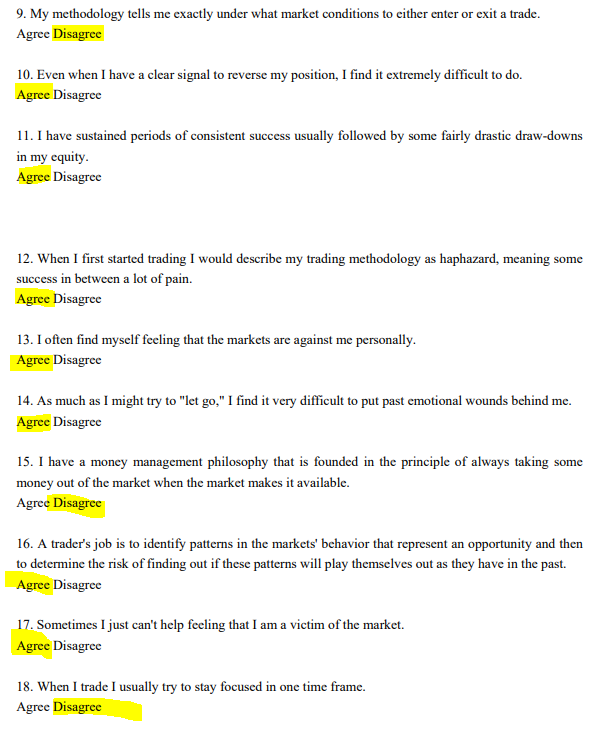 9. My methodology tells me exactly under what market conditions to either enter or exit a trade.
Agree Disagree
10. Even when I have a clear signal to reverse my position, I find it extremely difficult to do.
Agree Disagree
11. I have sustained periods of consistent success usually followed by some fairly drastic draw-downs
in my equity.
Agree Disagree
12. When I first started trading I would describe my trading methodology as haphazard, meaning some
success in between a lot of pain.
Agree Disagree
13. I often find myself feeling that the markets are against me personally.
Agree Disagree
14. As much as I might try to "let go," I find it very difficult to put past emotional wounds behind me.
Agree Disagree
15. I have a money management philosophy that is founded in the principle of always taking some
money out of the market when the market makes it available.
Agree Disagree
16. A trader's job is to identify patterns in the markets' behavior that represent an opportunity and then
to determine the risk of finding out if these patterns will play themselves out as they have in the past.
Agree Disagree
17. Sometimes I just can't help feeling that I am a victim of the market.
Agree Disagree
18. When I trade I usually try to stay focused in one time frame.
Agree Disagree